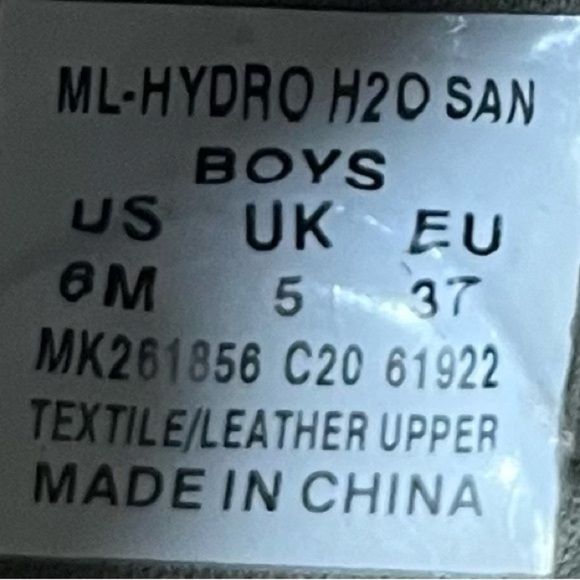 ML-HYDRO H2O SAN
BOYS
US UK EU
6M 5 37
MK261856 C20 61922
TEXTILE/LEATHER UPPER
MADE IN CHINA